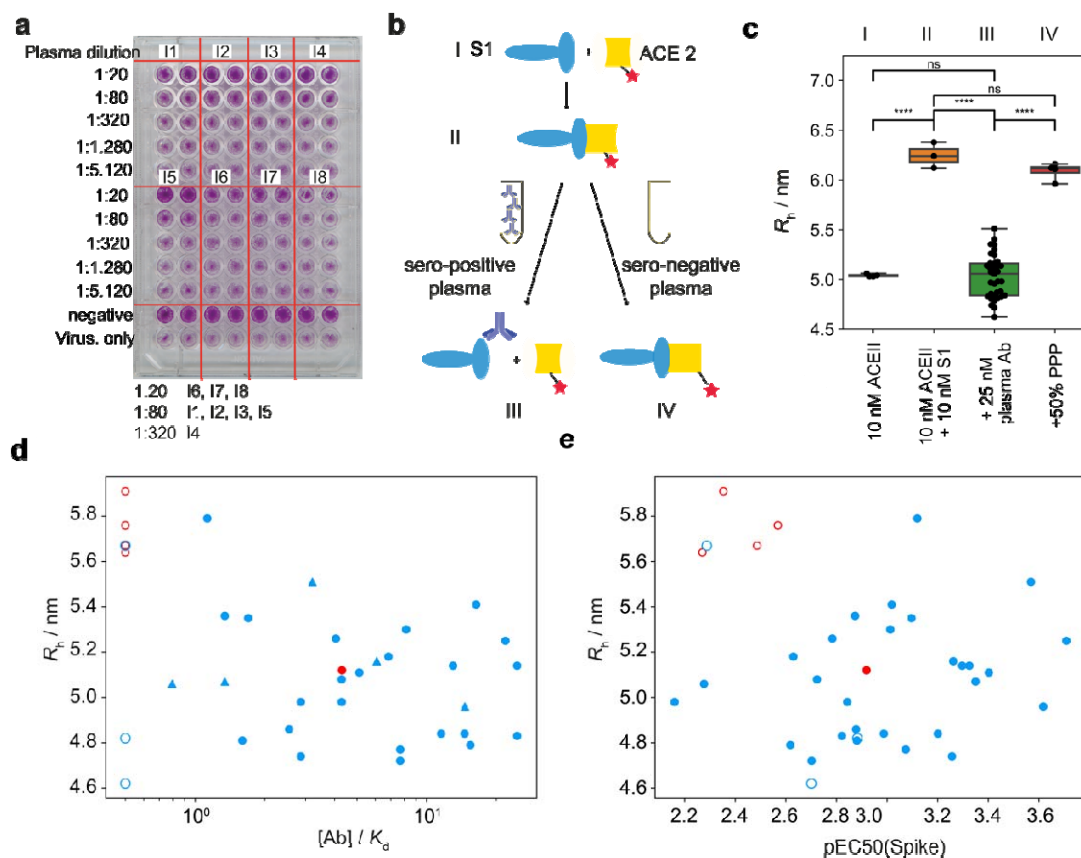 a
Plasma dilution
I1 I2 I3 I4
1:20
1:80
1:320
1:1.280
1:5.120
I5 I6 I7 I8
1:20
1:80
1:320
1:1.280
1:5.120
negative
Virus. only
1:20 I6, I7, I8
1:80 I1, I2, I3, I5
1:320 I4
b
I S1 + ACE 2
II
sero-positive plasma
sero-negative plasma
+
III IV
c
I II III IV
ns
ns
****
****
****
7.0
6.5
6.0
5.5
5.0
4.5
Rh / nm
10 nM ACEII
10 nM ACEII + 10 nM S1
+ 25 nM plasma Ab
+50% PPP
d
5.8
5.6
5.4
5.2
5.0
4.8
4.6
Rh / nm
10⁰ 10¹
[Ab] / Kd
e
5.8
5.6
5.4
5.2
5.0
4.8
4.6
Rh / nm
2.2 2.4 2.6 2.8 3.0 3.2 3.4 3.6
pEC50(Spike)